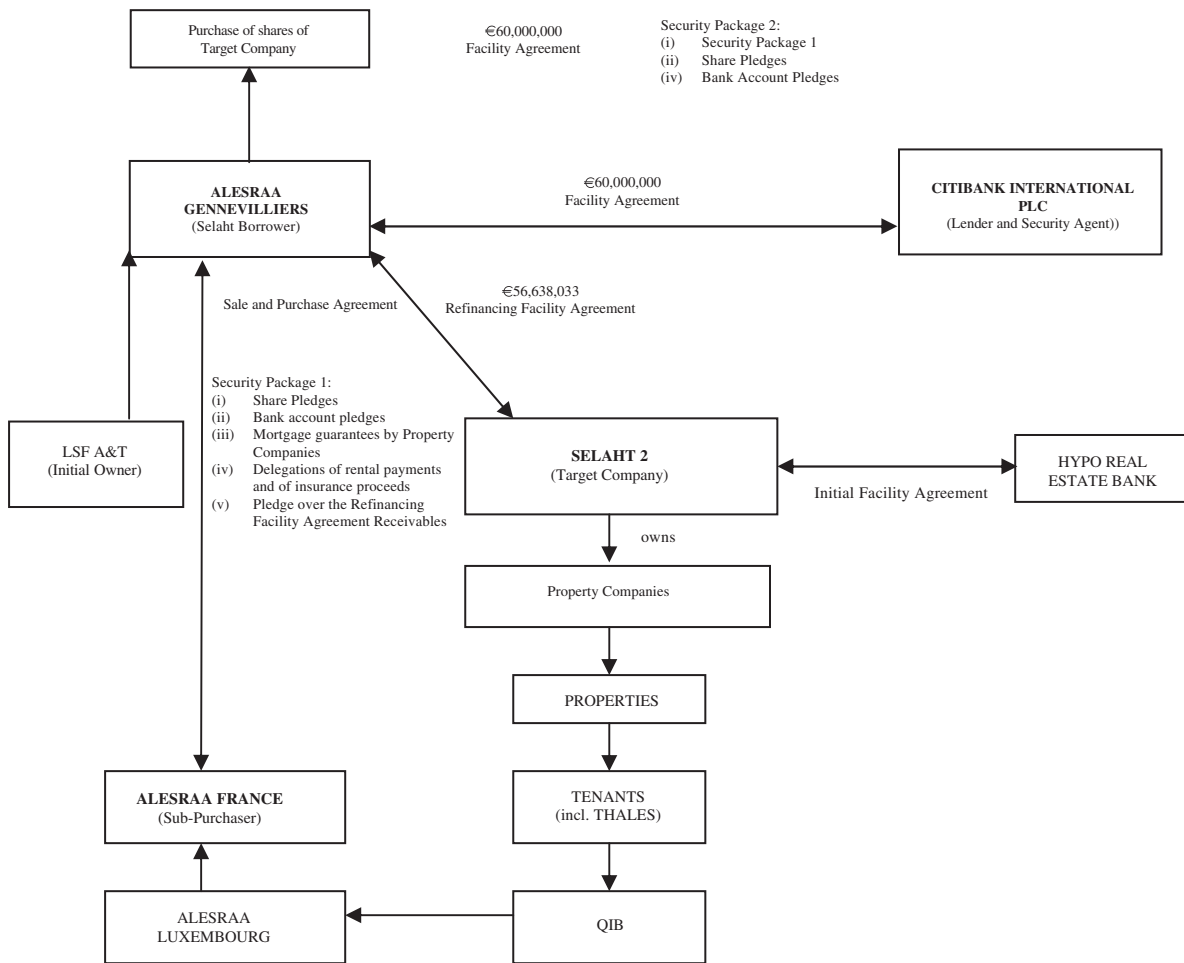 Purchase of shares of
Target Company
€60,000,000
Facility Agreement
Security Package 2:
(i) Security Package 1
(ii) Share Pledges
(iv) Bank Account Pledges
ALESRAA
GENNEVILLIERS
(Selaht Borrower)
€60,000,000
Facility Agreement
CITIBANK INTERNATIONAL
PLC
(Lender and Security Agent))
Sale and Purchase Agreement
€56,638,033
Refinancing Facility Agreement
Security Package 1:
(i) Share Pledges
(ii) Bank account pledges
(iii) Mortgage guarantees by Property
Companies
(iv) Delegations of rental payments
and of insurance proceeds
(v) Pledge over the Refinancing
Facility Agreement Receivables
LSF A&T
(Initial Owner)
SELAHT 2
(Target Company)
Initial Facility Agreement
HYPO REAL
ESTATE BANK
owns
Property Companies
PROPERTIES
ALESRAA FRANCE
(Sub-Purchaser)
TENANTS
(incl. THALES)
ALESRAA
LUXEMBOURG
QIB